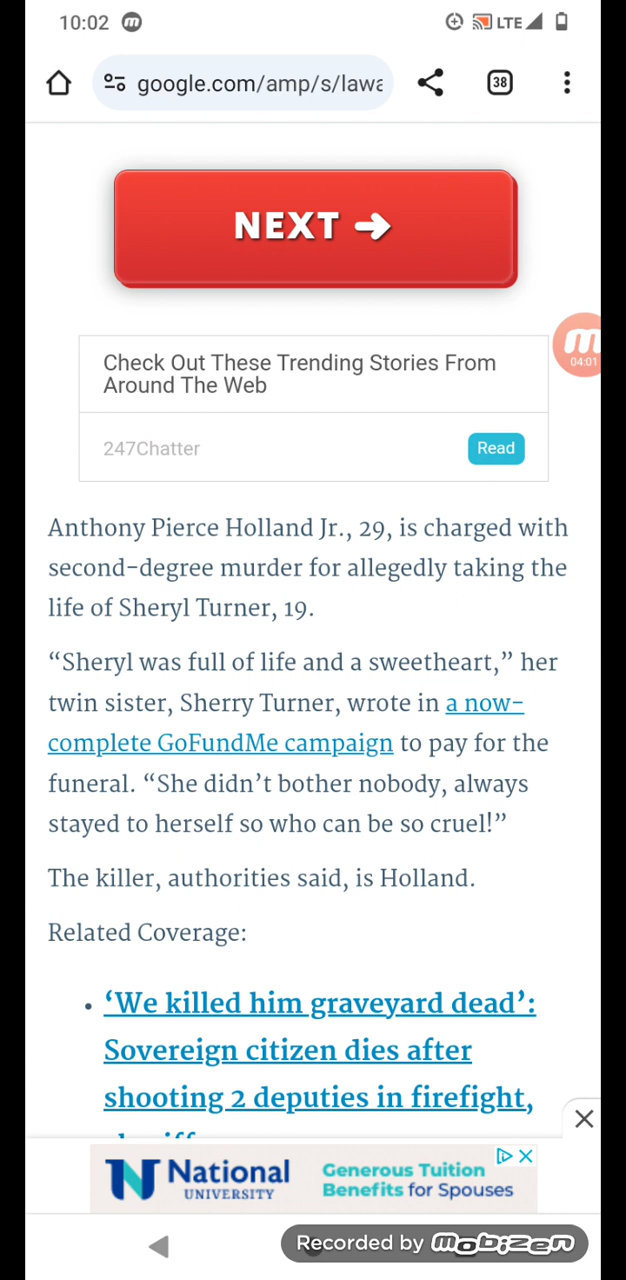 10:02
LTE
google.com/amp/s/lawa
38
NEXT
Check Out These Trending Stories From
Around The Web
04:01
247Chatter
Read
Anthony Pierce Holland Jr., 29, is charged with
second-degree murder for allegedly taking the
life of Sheryl Turner, 19.
“Sheryl was full of life and a sweetheart,” her
twin sister, Sherry Turner, wrote in a now-
complete GoFundMe campaign to pay for the
funeral. “She didn’t bother nobody, always
stayed to herself so who can be so cruel!”
The killer, authorities said, is Holland.
Related Coverage:
‘We killed him graveyard dead’:
Sovereign citizen dies after
shooting 2 deputies in firefight,
National
UNIVERSITY
Generous Tuition
Benefits for Spouses
Recorded by mobizen